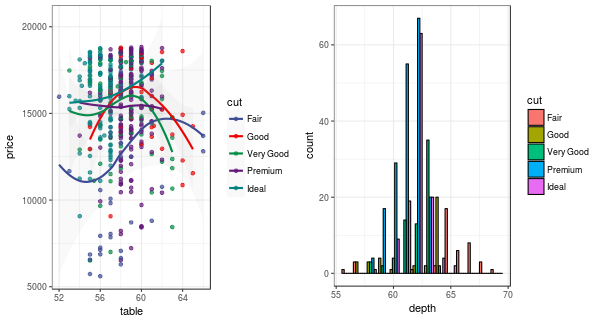 price
20000
15000
10000
5000
52
56
60
64
table
cut
Fair
Good
Very Good
Premium
Ideal
count
60
40
20
0
55
60
65
70
depth
cut
Fair
Good
Very Good
Premium
Ideal